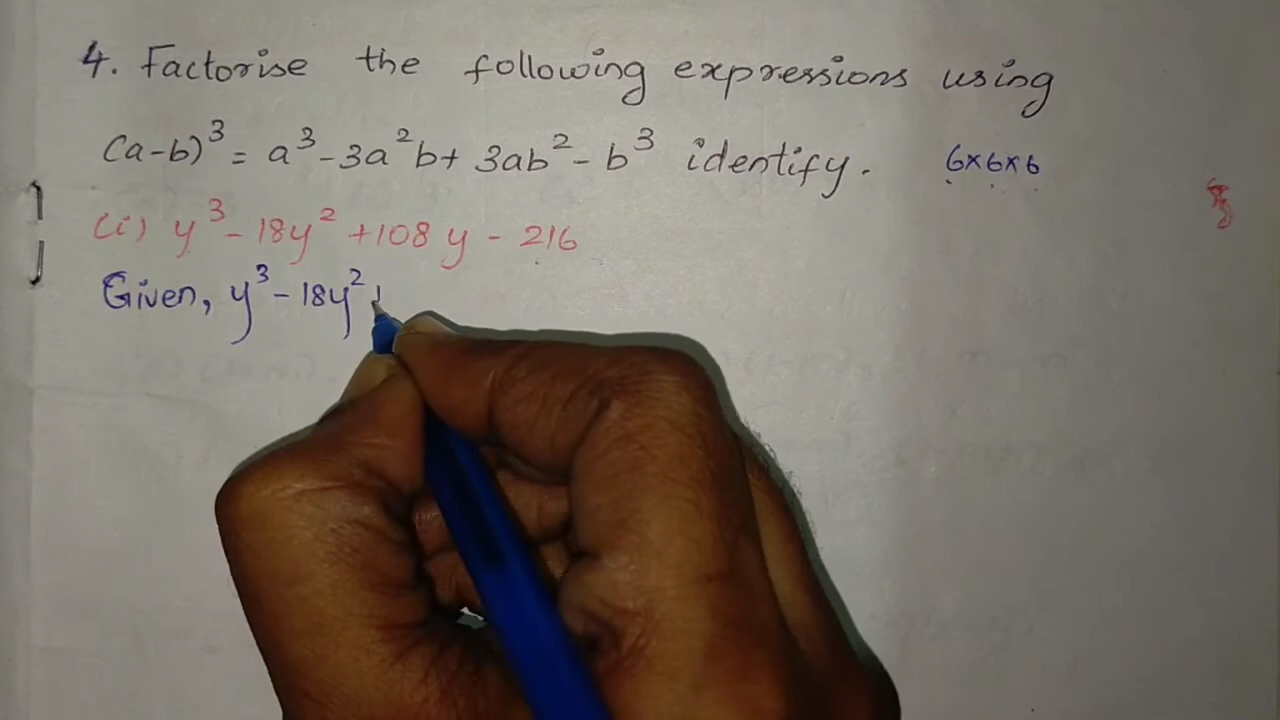 4. Factorise the following expressions using
(a-b)³ = a³ - 3a²b + 3ab² - b³ identify. 6×6×6
(i) y³ - 18y² + 108y - 216
Given, y³ - 18y²